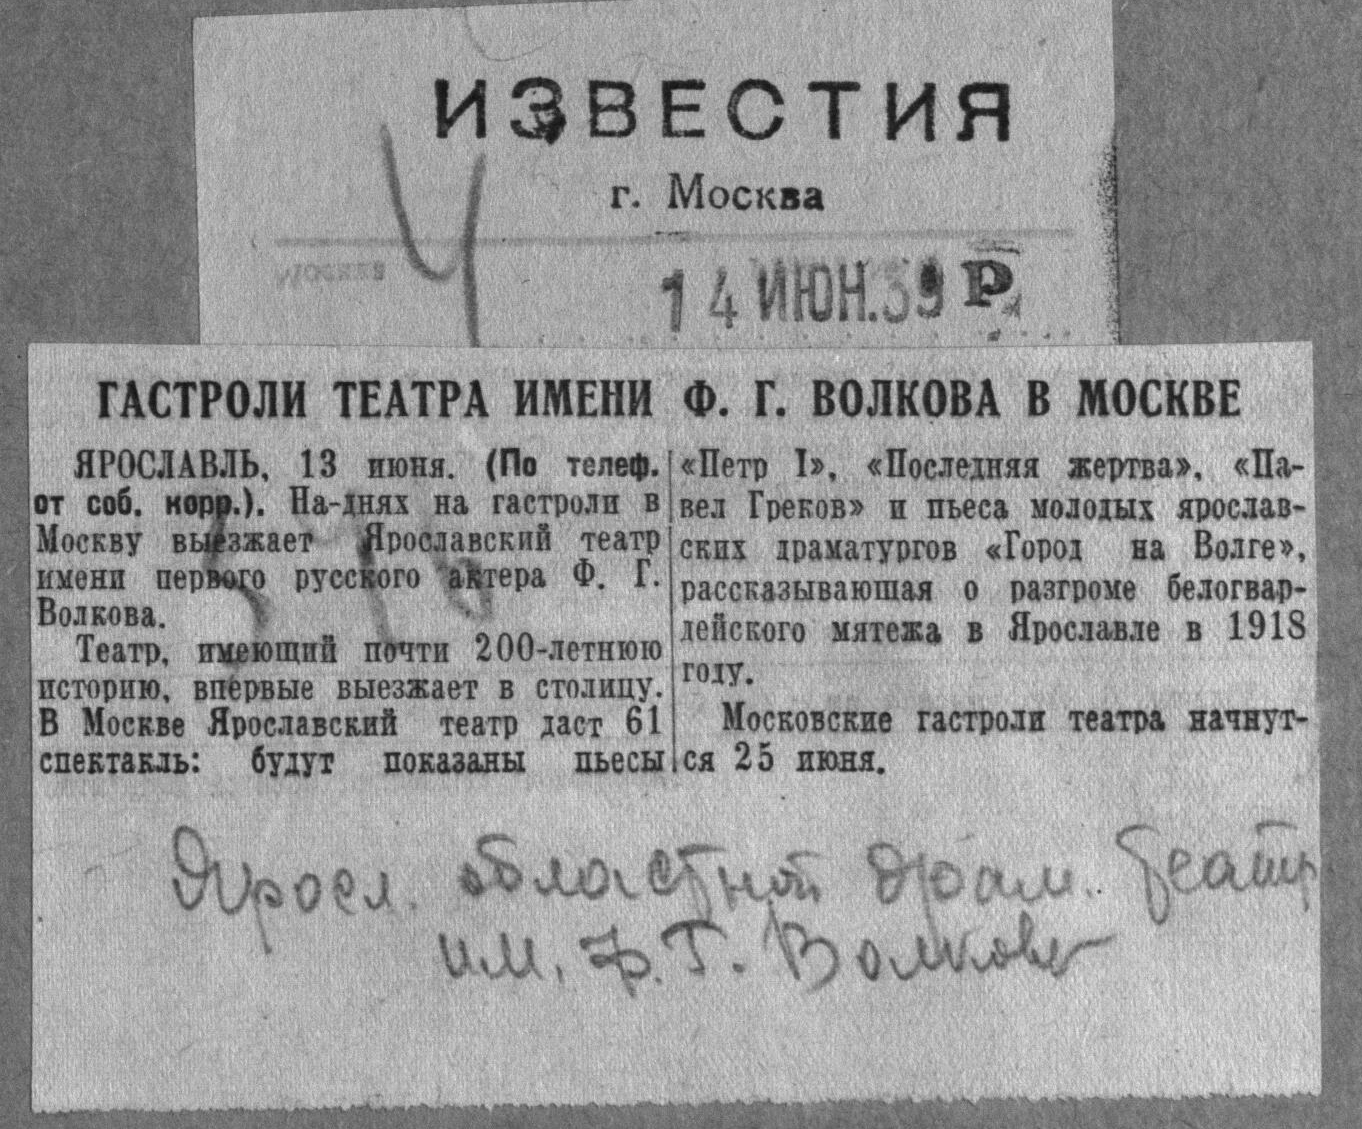 ИЗВЕСТИЯ
г. Москва
14 ИЮН.39 Р
Ч
ГАСТРОЛИ ТЕАТРА ИМЕНИ Ф. Г. ВОЛКОВА В МОСКВЕ
ЯРОСЛАВЛЬ, 13 июня. (По телеф.
от соб. корр.). На-днях на гастроли в
Москву выезжает Ярославский театр
имени первого русского актера Ф. Г.
Волкова.
Театр, имеющий почти 200-летнюю
историю, впервые выезжает в столицу.
В Москве Ярославский театр даст 61
спектакль: будут показаны пьесы
«Петр I», «Последняя жертва», «Па-
вел Греков» и пьеса молодых ярослав-
ских драматургов «Город на Волге»,
рассказывающая о разгроме белогвар-
дейского мятежа в Ярославле в 1918
году.
Московские гастроли театра начнут-
ся 25 июня.
Яросл. областной драм. театр
им. Ф. Г. Волкова